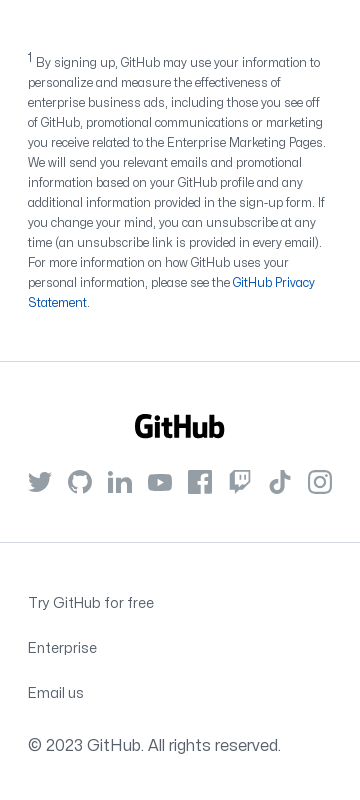 1 By signing up, GitHub may use your information to
personalize and measure the effectiveness of
enterprise business ads, including those you see off
of GitHub, promotional communications or marketing
you receive related to the Enterprise Marketing Pages.
We will send you relevant emails and promotional
information based on your GitHub profile and any
additional information provided in the sign-up form. If
you change your mind, you can unsubscribe at any
time (an unsubscribe link is provided in every email).
For more information on how GitHub uses your
personal information, please see the GitHub Privacy
Statement.
GitHub
Try GitHub for free
Enterprise
Email us
© 2023 GitHub. All rights reserved.